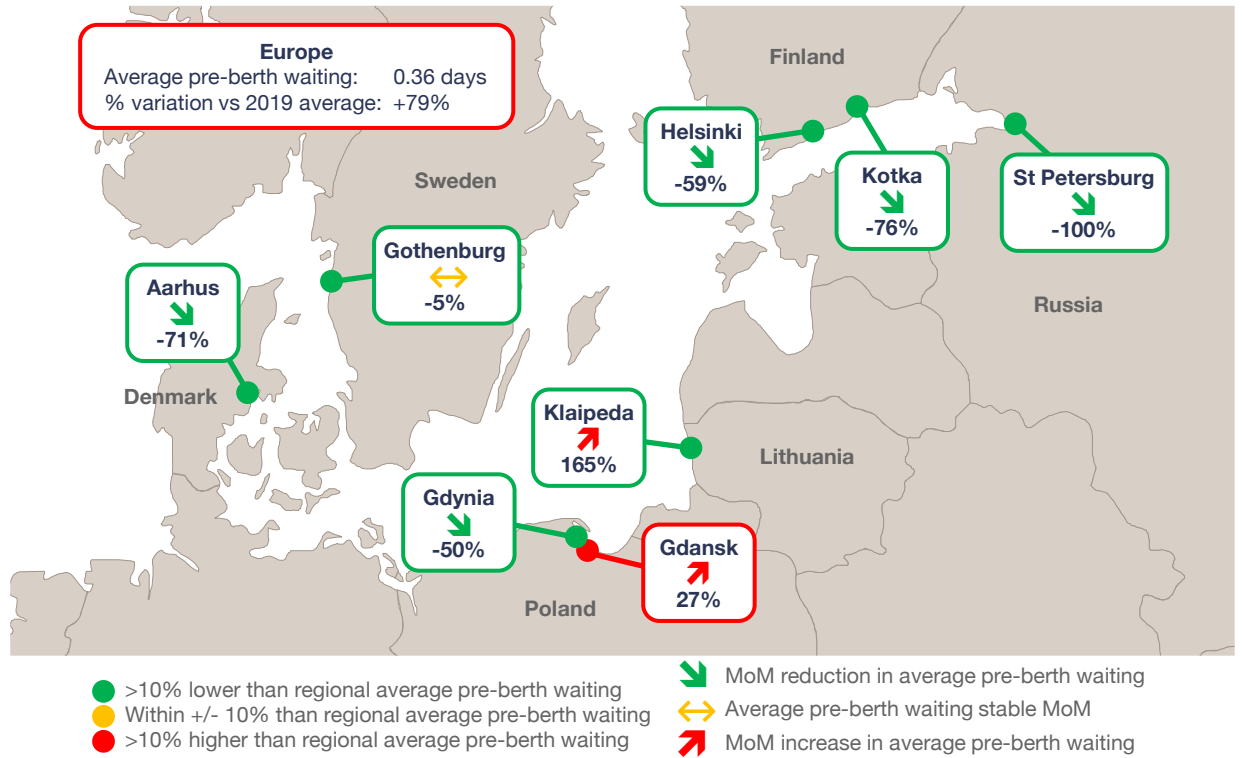 Europe
Average pre-berth waiting: 0.36 days
% variation vs 2019 average: +79%
Finland
Helsinki
-59%
Kotka
-76%
St Petersburg
-100%
Sweden
Gothenburg
-5%
Aarhus
-71%
Russia
Denmark
Klaipeda
165%
Lithuania
Gdynia
-50%
Gdansk
27%
Poland
>10% lower than regional average pre-berth waiting
Within +/- 10% than regional average pre-berth waiting
>10% higher than regional average pre-berth waiting
MoM reduction in average pre-berth waiting
Average pre-berth waiting stable MoM
MoM increase in average pre-berth waiting